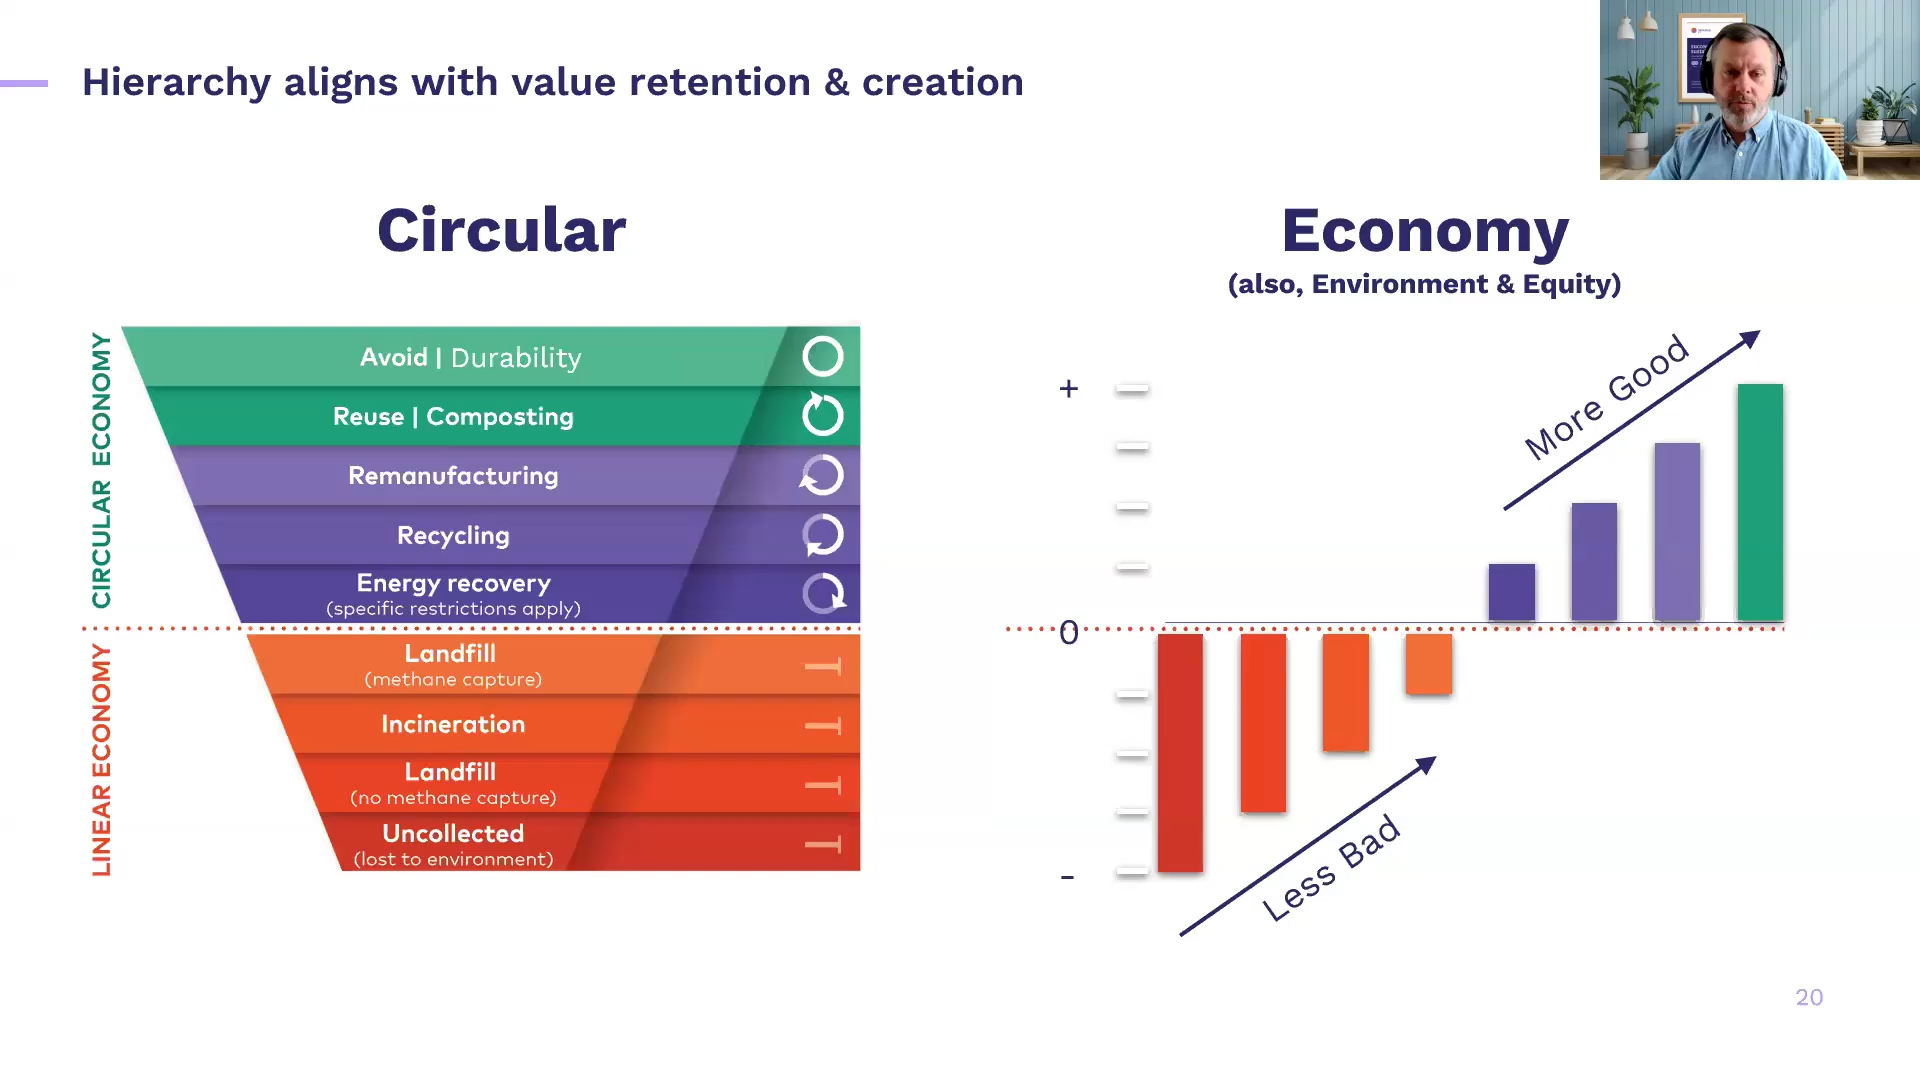 Hierarchy aligns with value retention & creation
Circular
CIRCULAR ECONOMY
Avoid | Durability
Reuse | Composting
Remanufacturing
Recycling
Energy recovery
(specific restrictions apply)
LINEAR ECONOMY
Landfill
(methane capture)
Incineration
Landfill
(no methane capture)
Uncollected
(lost to environment)
Economy
(also, Environment & Equity)
+
0
-
More Good
Less Bad
20